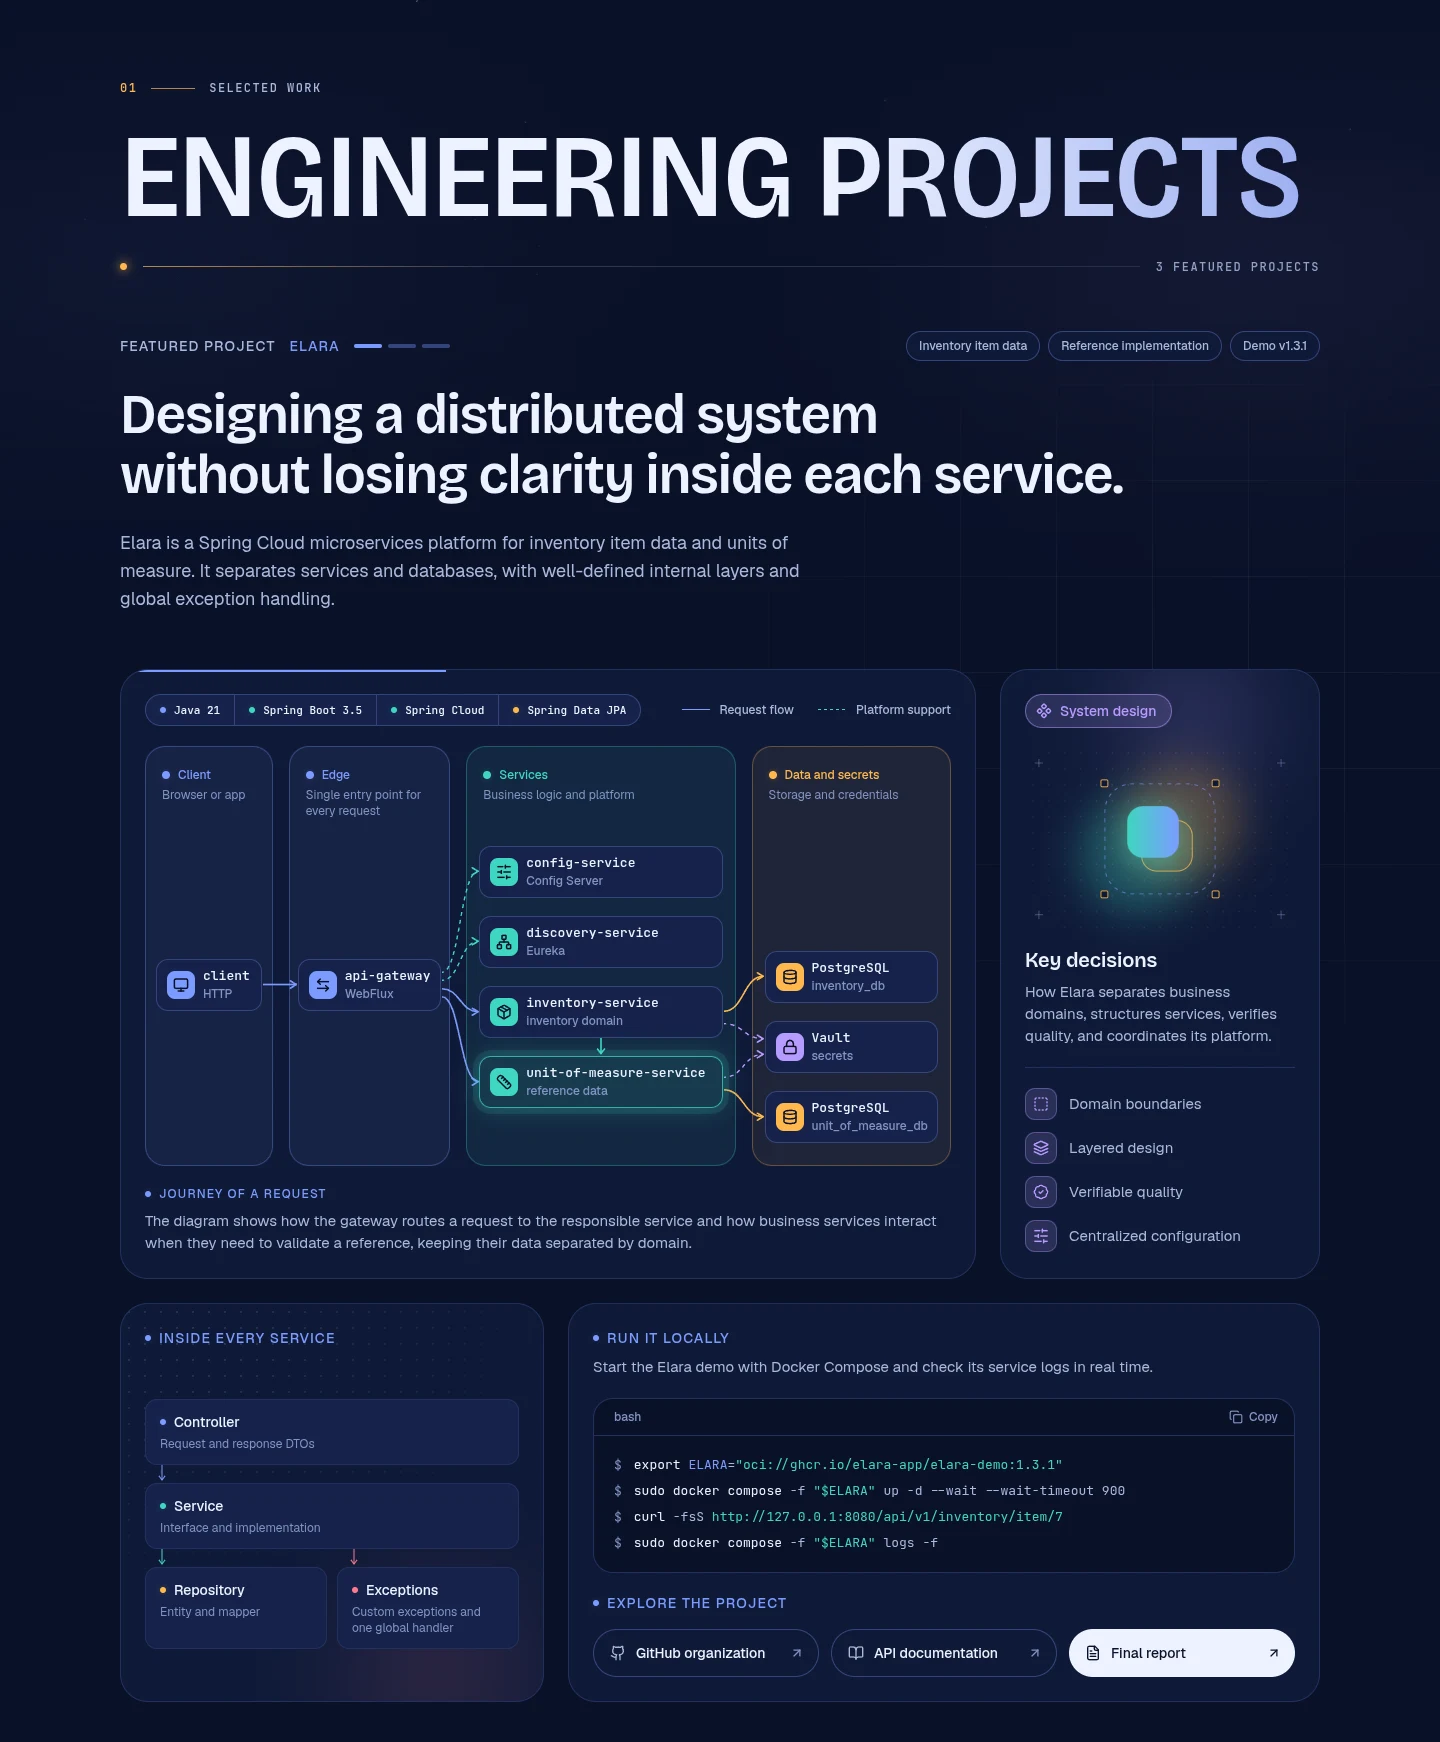 01 SELECTED WORK
ENGINEERING PROJECTS
3 FEATURED PROJECTS
FEATURED PROJECT ELARA
Inventory item data
Reference implementation
Demo v1.3.1
Designing a distributed system
without losing clarity inside each service.
Elara is a Spring Cloud microservices platform for inventory item data and units of
measure. It separates services and databases, with well-defined internal layers and
global exception handling.
Java 21
Spring Boot 3.5
Spring Cloud
Spring Data JPA
Request flow
Platform support
Client
Browser or app
Edge
Single entry point for
every request
Services
Business logic and platform
Data and secrets
Storage and credentials
client
HTTP
api-gateway
WebFlux
config-service
Config Server
discovery-service
Eureka
inventory-service
inventory domain
unit-of-measure-service
reference data
PostgreSQL
inventory_db
Vault
secrets
PostgreSQL
unit_of_measure_db
JOURNEY OF A REQUEST
The diagram shows how the gateway routes a request to the responsible service and how business services interact
when they need to validate a reference, keeping their data separated by domain.
System design
Key decisions
How Elara separates business
domains, structures services, verifies
quality, and coordinates its platform.
Domain boundaries
Layered design
Verifiable quality
Centralized configuration
INSIDE EVERY SERVICE
Controller
Request and response DTOs
Service
Interface and implementation
Repository
Entity and mapper
Exceptions
Custom exceptions and
one global handler
RUN IT LOCALLY
Start the Elara demo with Docker Compose and check its service logs in real time.
bash
Copy
$ export ELARA="oci://ghcr.io/elara-app/elara-demo:1.3.1"
$ sudo docker compose -f "$ELARA" up -d --wait --wait-timeout 900
$ curl -fsS http://127.0.0.1:8080/api/v1/inventory/item/7
$ sudo docker compose -f "$ELARA" logs -f
EXPLORE THE PROJECT
GitHub organization
API documentation
Final report